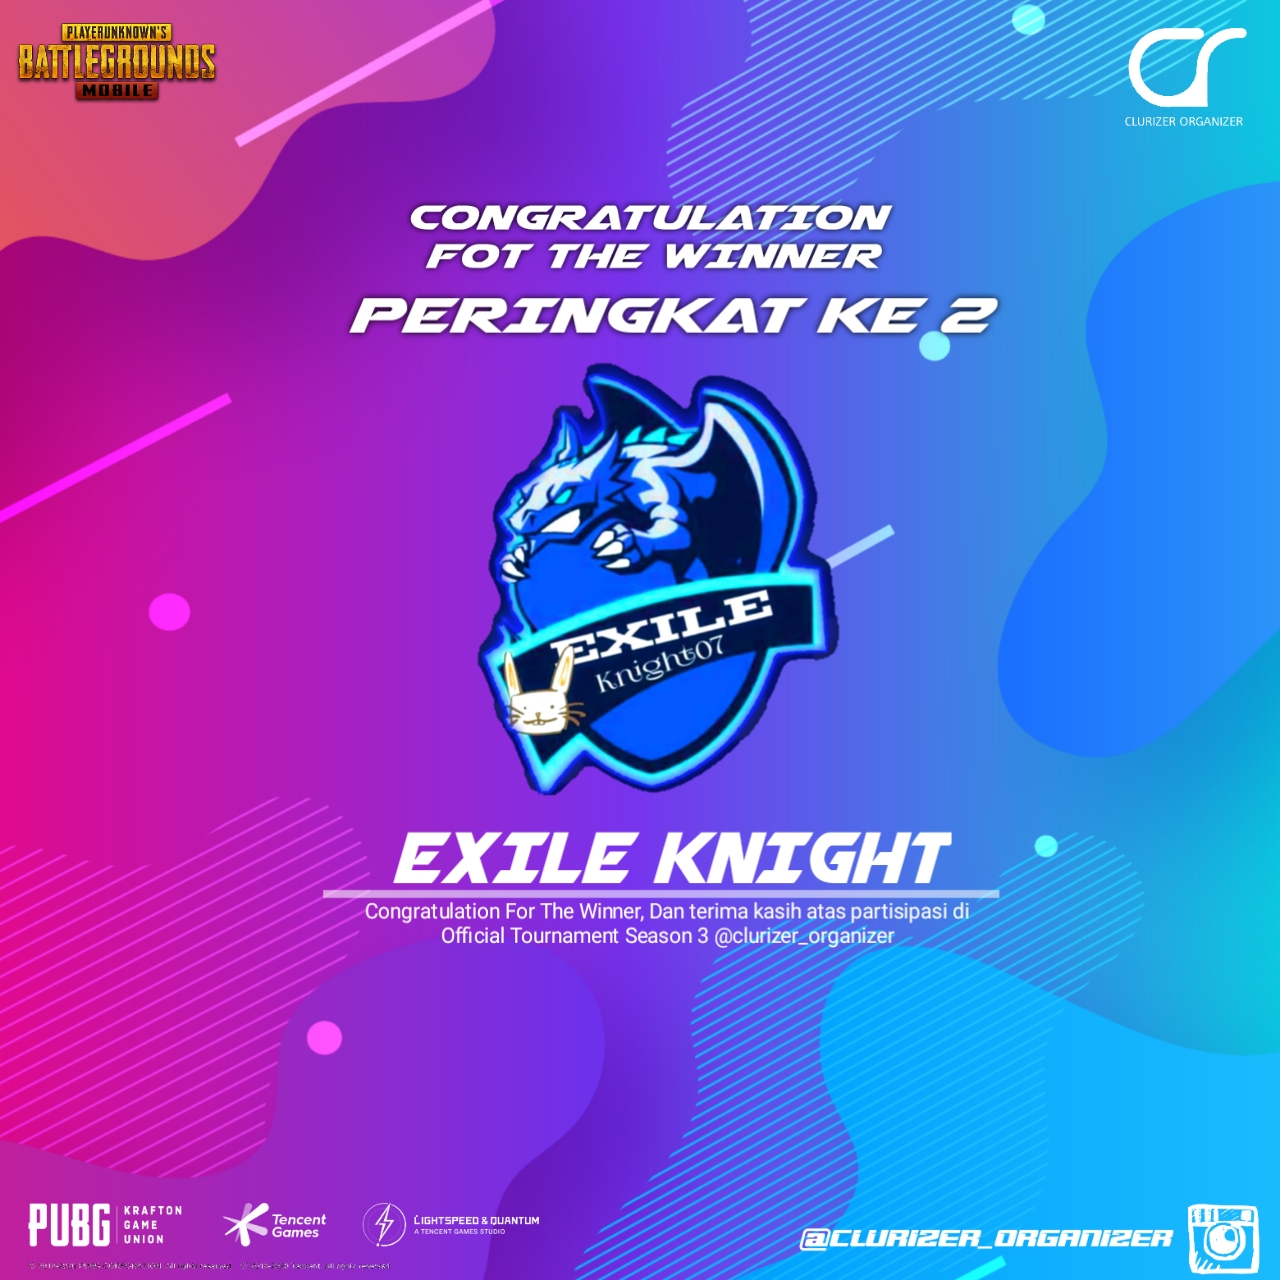 PLAYERUNKNOWN'S
BATTLEGROUNDS
MOBILE
CLURIZER ORGANIZER
CONGRATULATION
FOT THE WINNER
PERINGKAT KE 2
EXILE
Knight07
EXILE KNIGHT
Congratulation For The Winner, Dan terima kasih atas partisipasi di
Official Tournament Season 3 @clurizer_organizer
PUBG
KRAFTON
GAME
UNION
Tencent
Games
LIGHTSPEED & QUANTUM
A TENCENT GAMES STUDIO
@CLURIZER_ORGANIZER